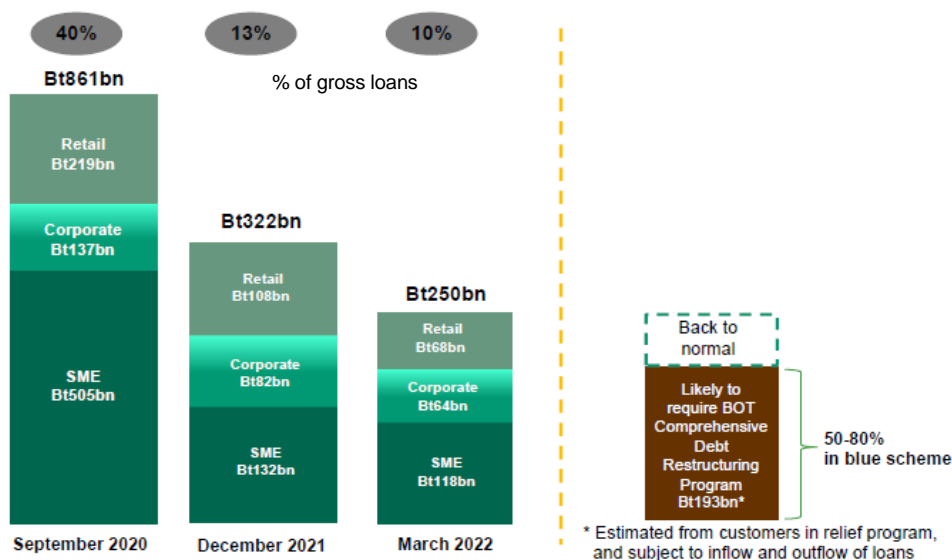 40%
13%
10%
% of gross loans
Bt861bn
Retail
Bt219bn
Corporate
Bt137bn
SME
Bt505bn
September 2020
Bt322bn
Retail
Bt108bn
Corporate
Bt82bn
SME
Bt132bn
December 2021
Bt250bn
Retail
Bt68bn
Corporate
Bt64bn
SME
Bt118bn
March 2022
Back to
normal
Likely to
require BOT
Comprehensive
Debt
Restructuring
Program
Bt193bn*
50-80%
in blue scheme
* Estimated from customers in relief program,
and subject to inflow and outflow of loans